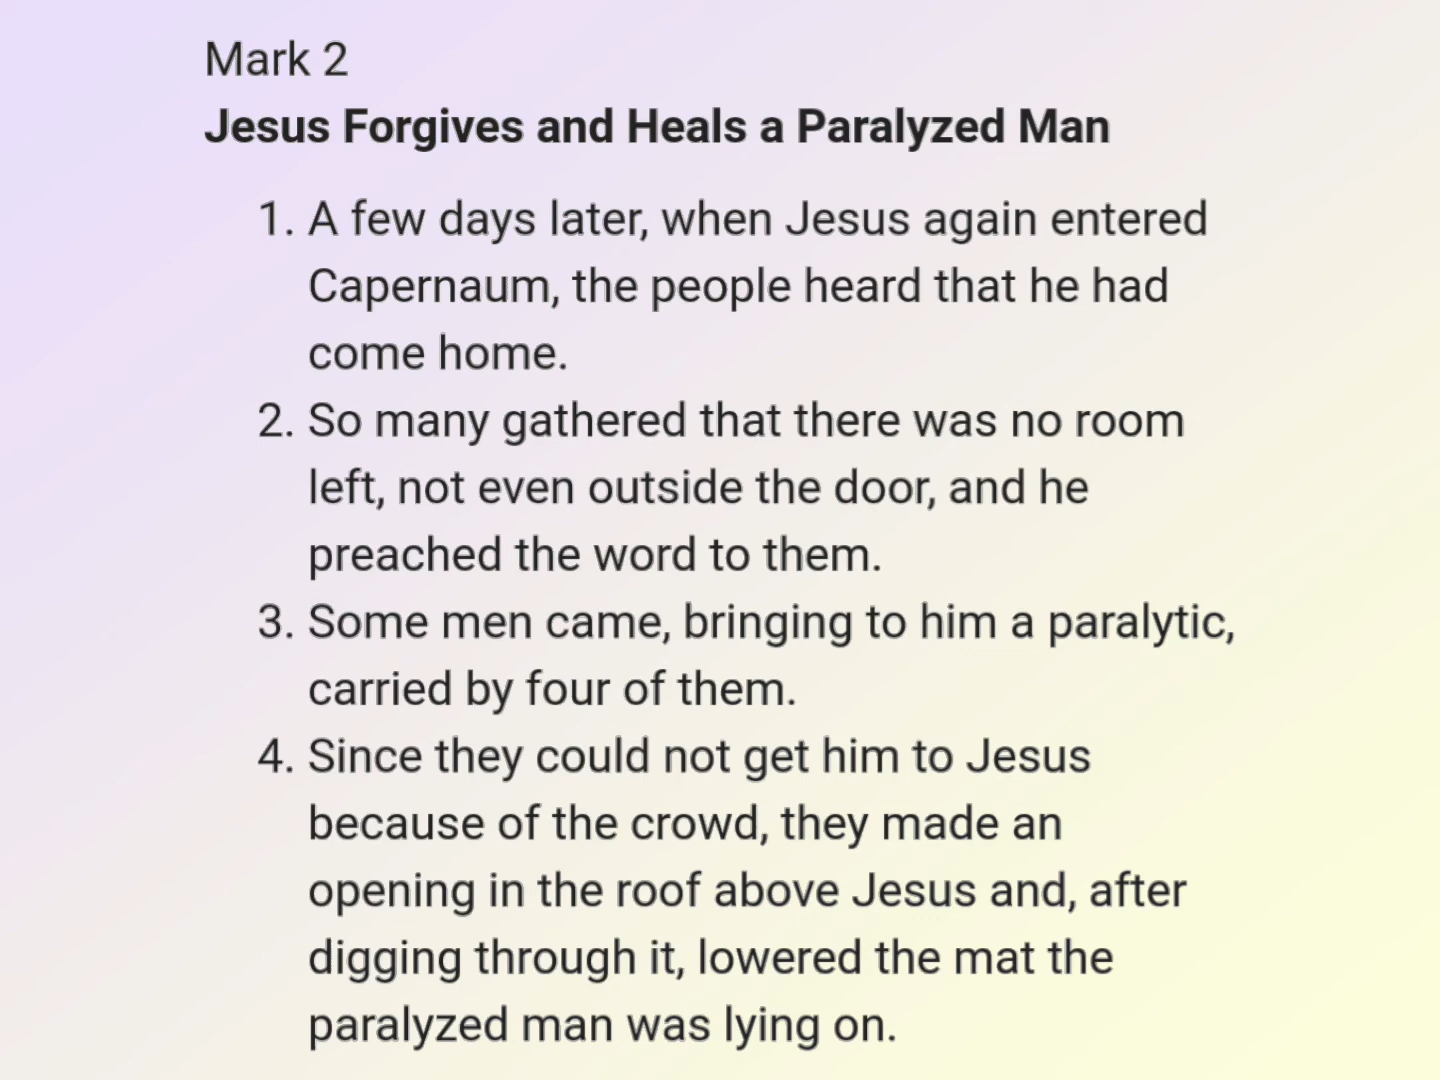 Mark 2
Jesus Forgives and Heals a Paralyzed Man
1. A few days later, when Jesus again entered
Capernaum, the people heard that he had
come home.
2. So many gathered that there was no room
left, not even outside the door, and he
preached the word to them.
3. Some men came, bringing to him a paralytic,
carried by four of them.
4. Since they could not get him to Jesus
because of the crowd, they made an
opening in the roof above Jesus and, after
digging through it, lowered the mat the
paralyzed man was lying on.